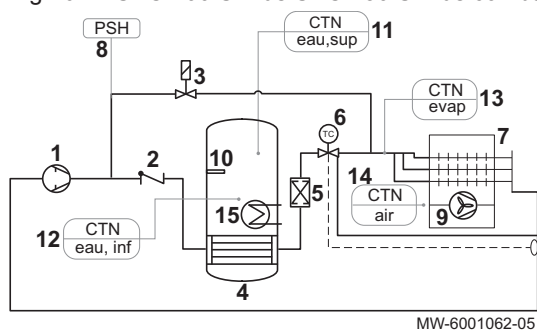 PSH
8
CTN
eau,sup
11
3
6
TC
CTN
evap
13
7
1
2
10
14
CTN
air
5
9
15
12
CTN
eau, inf
4
MW-6001062-05